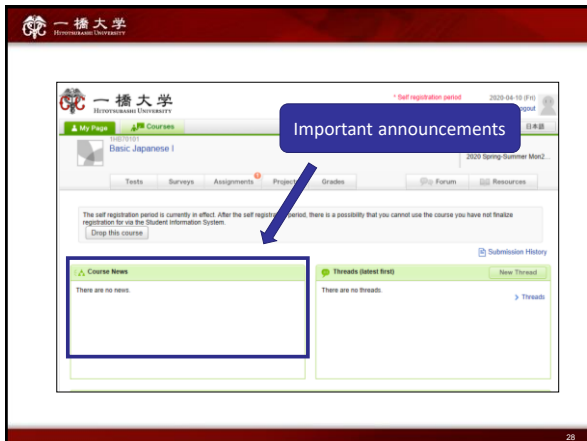 一橋大学
HITOTSUBASHI UNIVERSITY
一橋大学
HITOTSUBASHI UNIVERSITY
* Self registration period
2020-04-10 (Fri)
ogout
My Page
Courses
日本語
Important announcements
1H870101
Basic Japanese I
2020 Spring-Summer Mon2...
Tests
Surveys
Assignments
Project
Grades
Forum
Resources
The self registration period is currently in effect. After the self registration period, there is a possibility that you cannot use the course you have not finalize
registration for via the Student Information System.
Drop this course
Submission History
Course News
Threads (latest first)
New Thread
There are no news.
There are no threads.
Threads
28